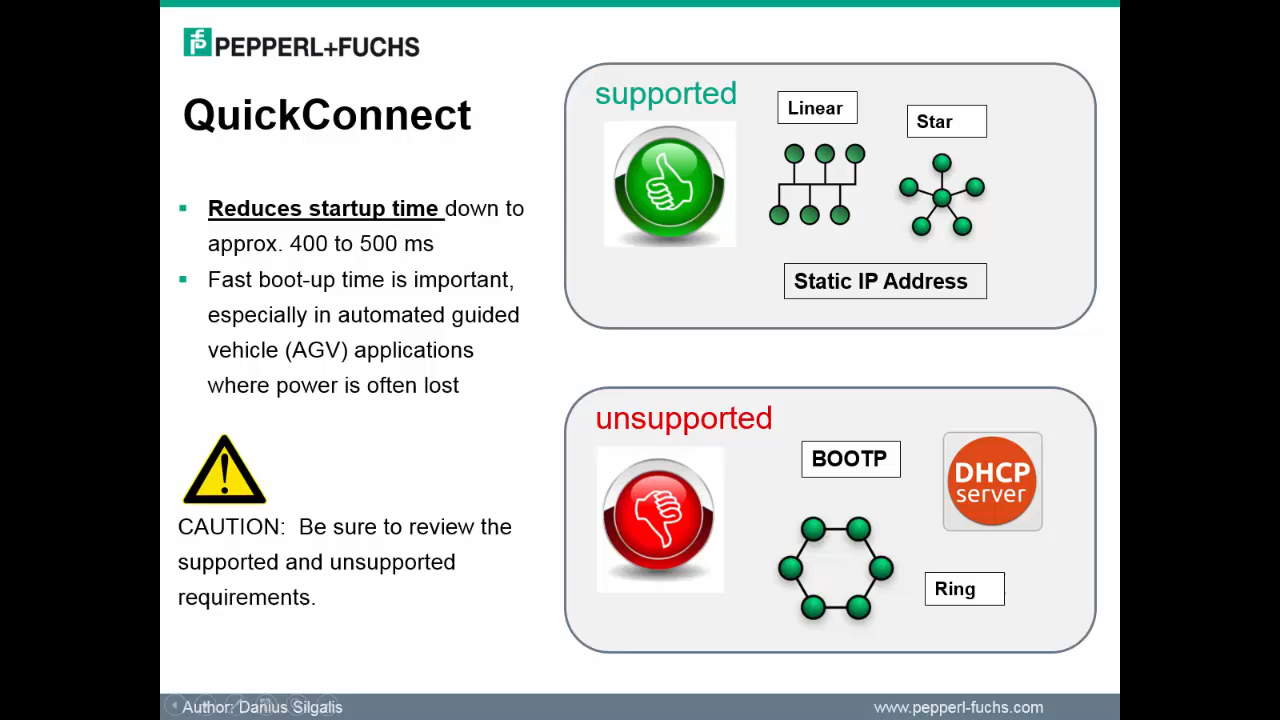 PEPPERL+FUCHS
QuickConnect
Reduces startup time down to
approx. 400 to 500 ms
Fast boot-up time is important,
especially in automated guided
vehicle (AGV) applications
where power is often lost
CAUTION:  Be sure to review the
supported and unsupported
requirements.
supported
Linear
Star
Static IP Address
unsupported
BOOTP
DHCP
server
Ring
Author: Danius Silgalis
www.pepperl-fuchs.com